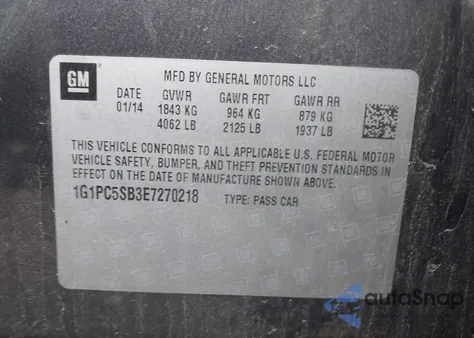 GM
MFD BY GENERAL MOTORS LLC
DATE GVWR GAWR FRT GAWR RR
01/14 1843 KG 964 KG 879 KG
4062 LB 2125 LB 1937 LB
THIS VEHICLE CONFORMS TO ALL APPLICABLE U.S. FEDERAL MOTOR
VEHICLE SAFETY, BUMPER, AND THEFT PREVENTION STANDARDS IN
EFFECT ON THE DATE OF MANUFACTURE SHOWN ABOVE.
1G1PC5SB3E7270218 TYPE: PASS CAR
autoSnap